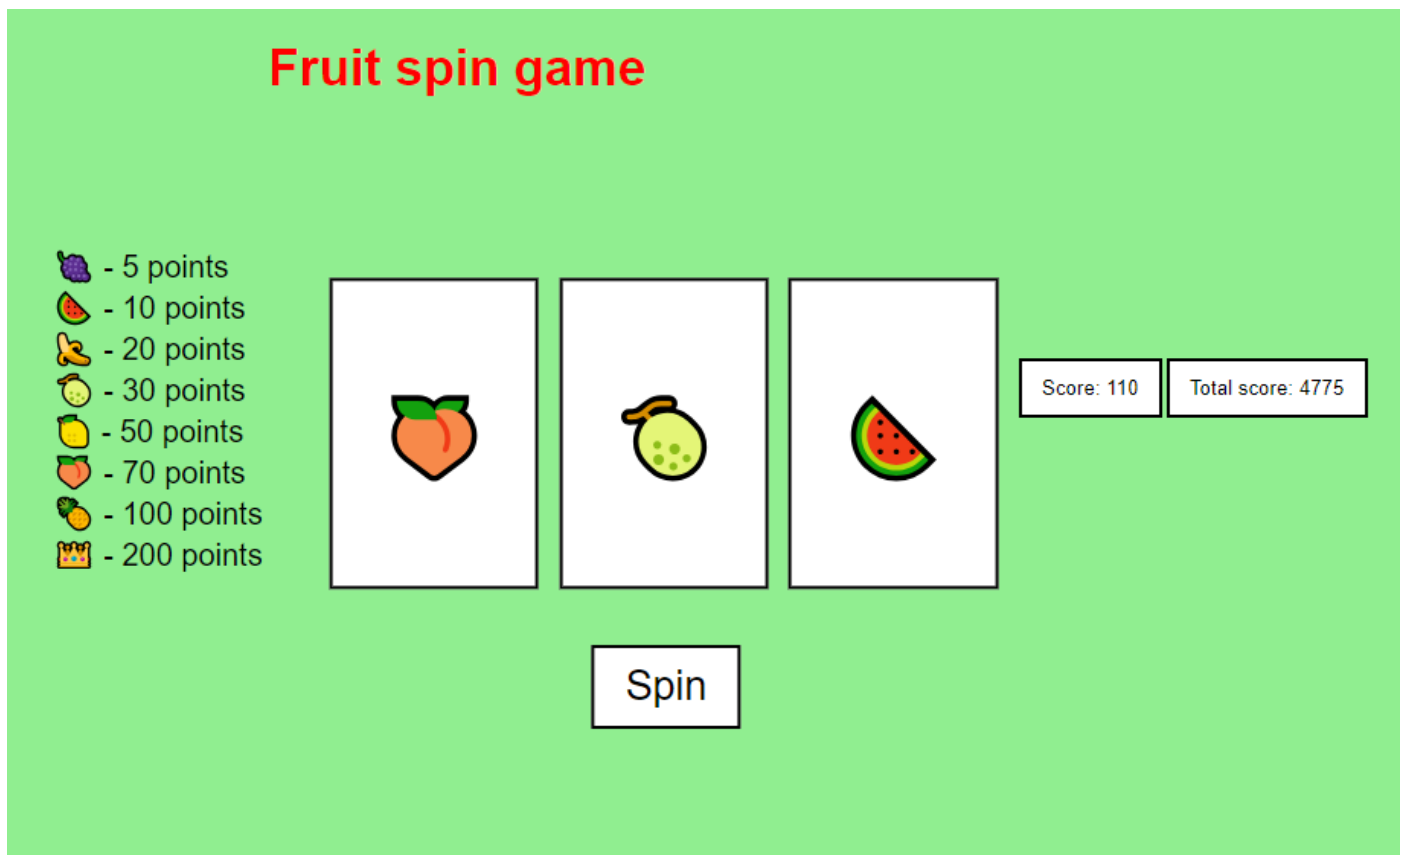 Fruit spin game
- 5 points
- 10 points
- 20 points
- 30 points
- 50 points
- 70 points
- 100 points
- 200 points
Score: 110
Total score: 4775
Spin